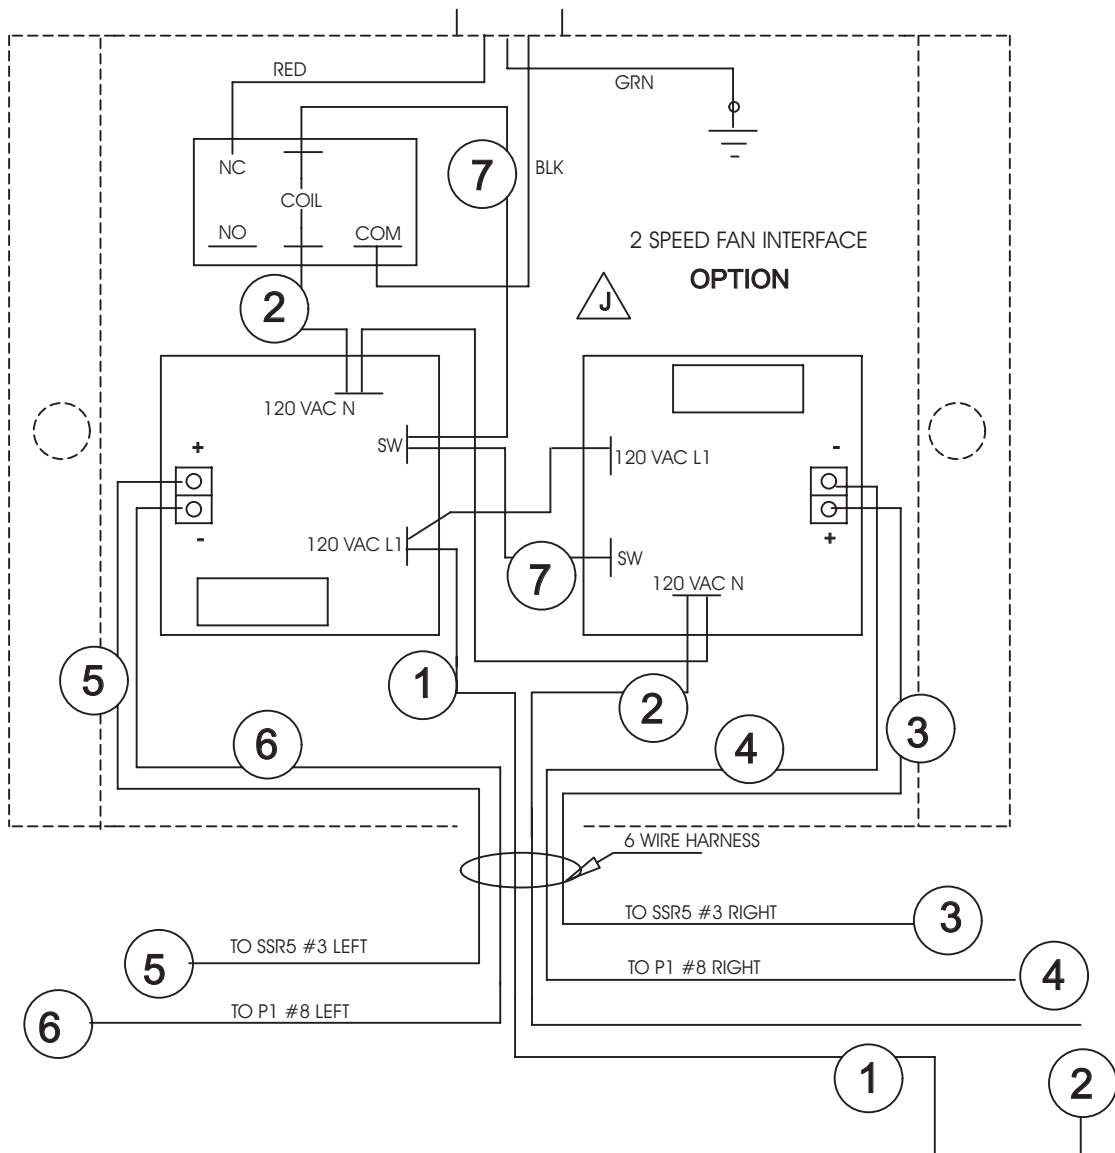 RED
GRN
NC
7
BLK
COIL
NO
COM
2 SPEED FAN INTERFACE
OPTION
J
2
120 VAC N
SW
120 VAC L1
+
-
-
+
120 VAC L1
SW
7
120 VAC N
5
1
2
3
6
4
6 WIRE HARNESS
TO SSR5 #3 RIGHT
3
TO SSR5 #3 LEFT
5
TO P1 #8 RIGHT
4
TO P1 #8 LEFT
6
1
2